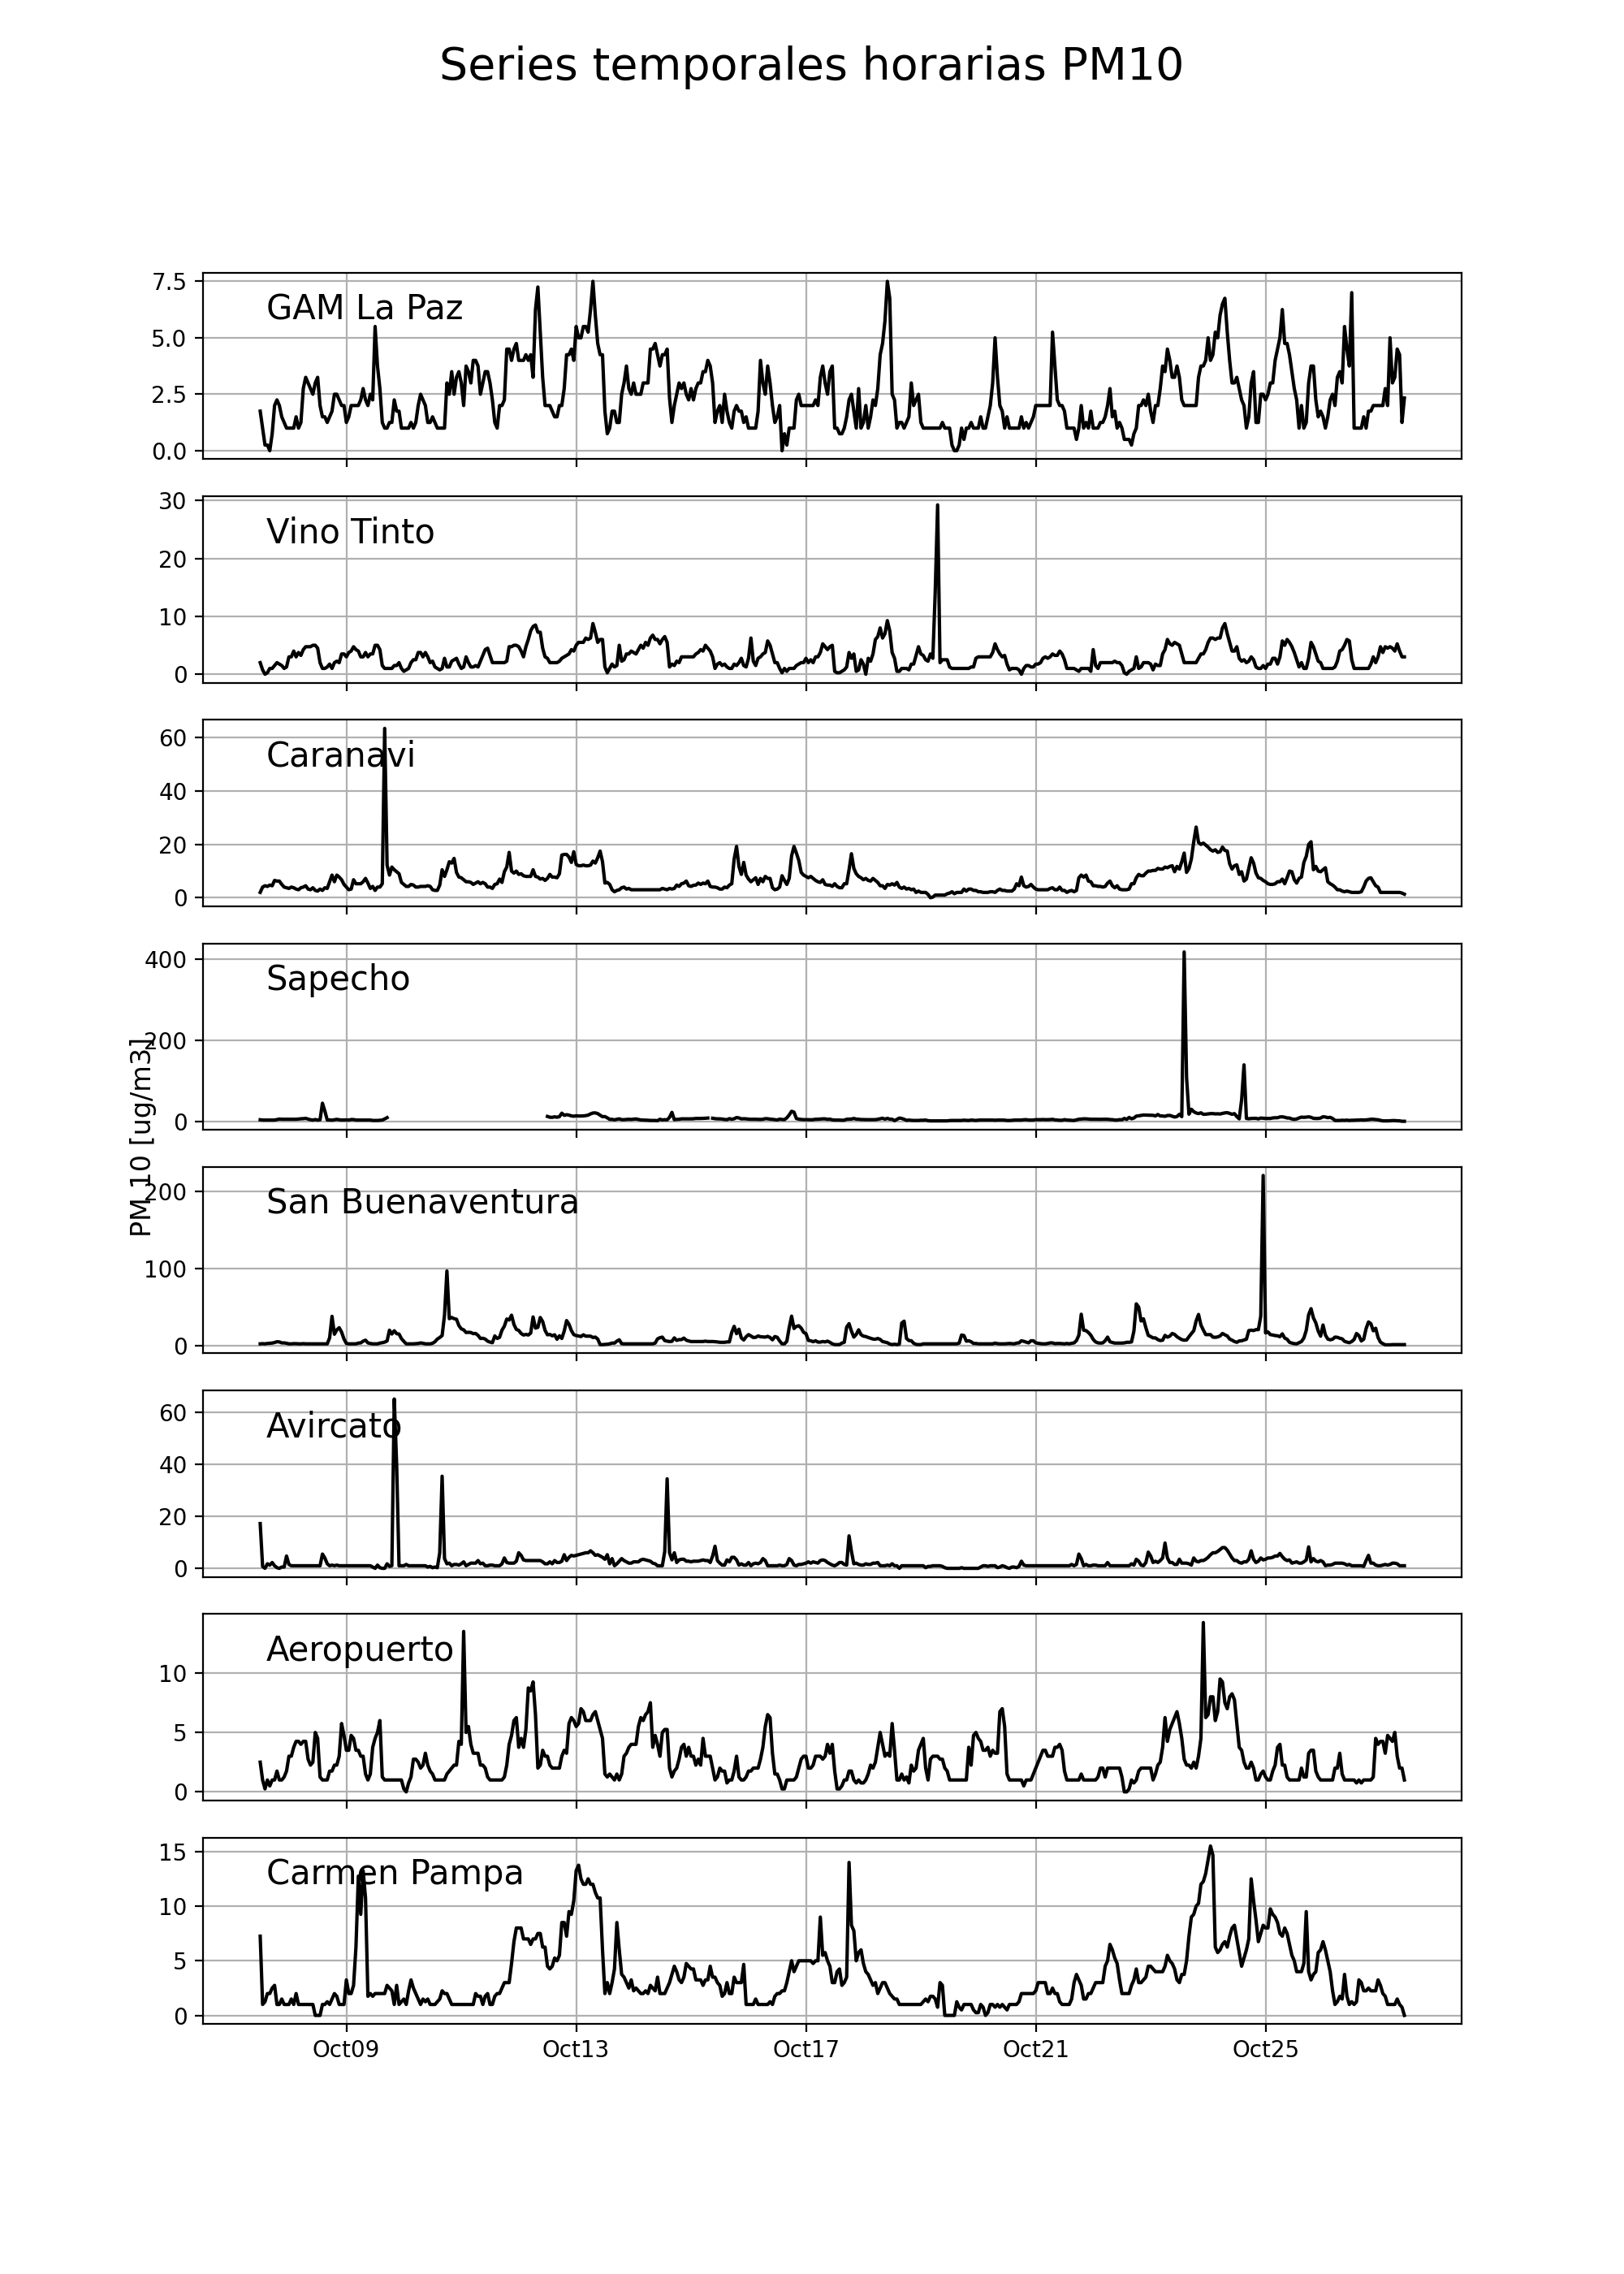 Series temporales horarias PM10
GAM La Paz
7.5
5.0
2.5
0.0
Vino Tinto
30
20
10
0
Caranavi
60
40
20
0
Sapecho
400
200
0
PM 10 [ug/m3]
San Buenaventura
200
100
0
Avircato
60
40
20
0
Aeropuerto
10
5
0
Carmen Pampa
15
10
5
0
Oct09 Oct13 Oct17 Oct21 Oct25